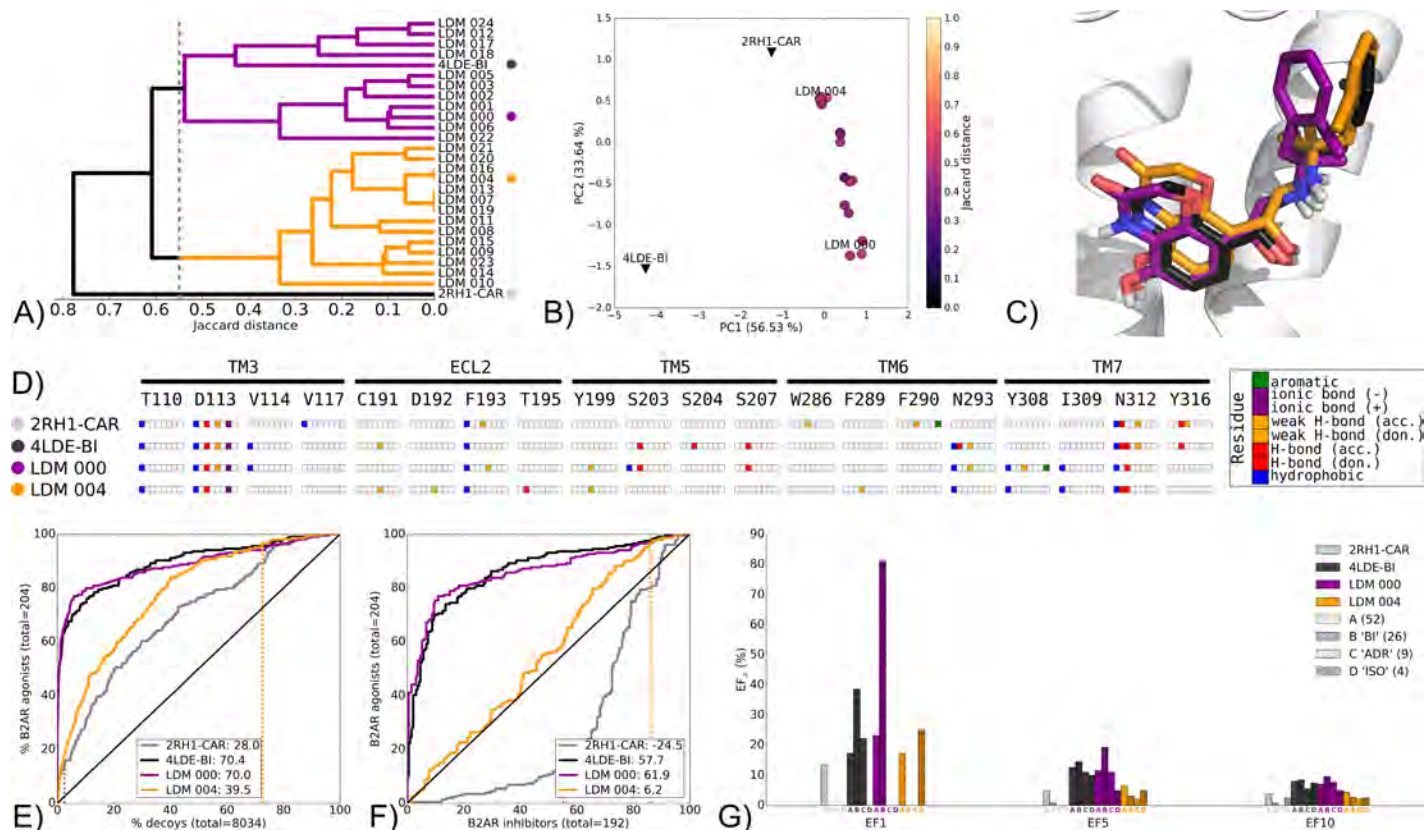 LDM 024
LDM 012
LDM 017
LDM 018
4LDE-BI
LDM 005
LDM 003
LDM 002
LDM 001
LDM 000
LDM 006
LDM 022
LDM 021
LDM 020
LDM 016
LDM 004
LDM 013
LDM 007
LDM 019
LDM 011
LDM 008
LDM 015
LDM 009
LDM 023
LDM 014
LDM 010
2RH1-CAR
0.8 0.7 0.6 0.5 0.4 0.3 0.2 0.1 0.0
Jaccard distance
A)
1.5
1.0
0.5
0.0
−0.5
−1.0
−1.5
−2.0
PC2 (33.64 %)
2RH1-CAR
LDM 004
LDM 000
4LDE-BI
−5 −4 −3 −2 −1 0 1 2
PC1 (56.53 %)
B)
1.0
0.9
0.8
0.7
0.6
0.5
0.4
0.3
0.2
0.1
0.0
Jaccard distance
C)
D)
TM3 ECL2 TM5 TM6 TM7
T110 D113 V114 V117 C191 D192 F193 T195 Y199 S203 S204 S207 W286 F289 F290 N293 Y308 I309 N312 Y316
2RH1-CAR
4LDE-BI
LDM 000
LDM 004
Residue
aromatic
ionic bond (-)
ionic bond (+)
weak H-bond (acc.)
weak H-bond (don.)
H-bond (acc.)
H-bond (don.)
hydrophobic
100
80
60
40
20
0
% B2AR agonists (total=204)
2RH1-CAR: 28.0
4LDE-BI: 70.4
LDM 000: 70.0
LDM 004: 39.5
0 20 40 60 80 100
% decoys (total=8034)
E)
100
80
60
40
20
0
B2AR agonists (total=204)
2RH1-CAR: -24.5
4LDE-BI: 57.7
LDM 000: 61.9
LDM 004: 6.2
20 40 60 80 100
B2AR inhibitors (total=192)
F)
90
80
70
60
50
40
30
20
10
0
2RH1-CAR
4LDE-BI
LDM 000
LDM 004
A (52)
B 'BI' (26)
C 'ADR' (9)
D 'ISO' (4)
A B C D A B C D A B C D
A B C D A B C D A B C D
A B C D A B C D A B C D
EF1 EF5 EF10
G)